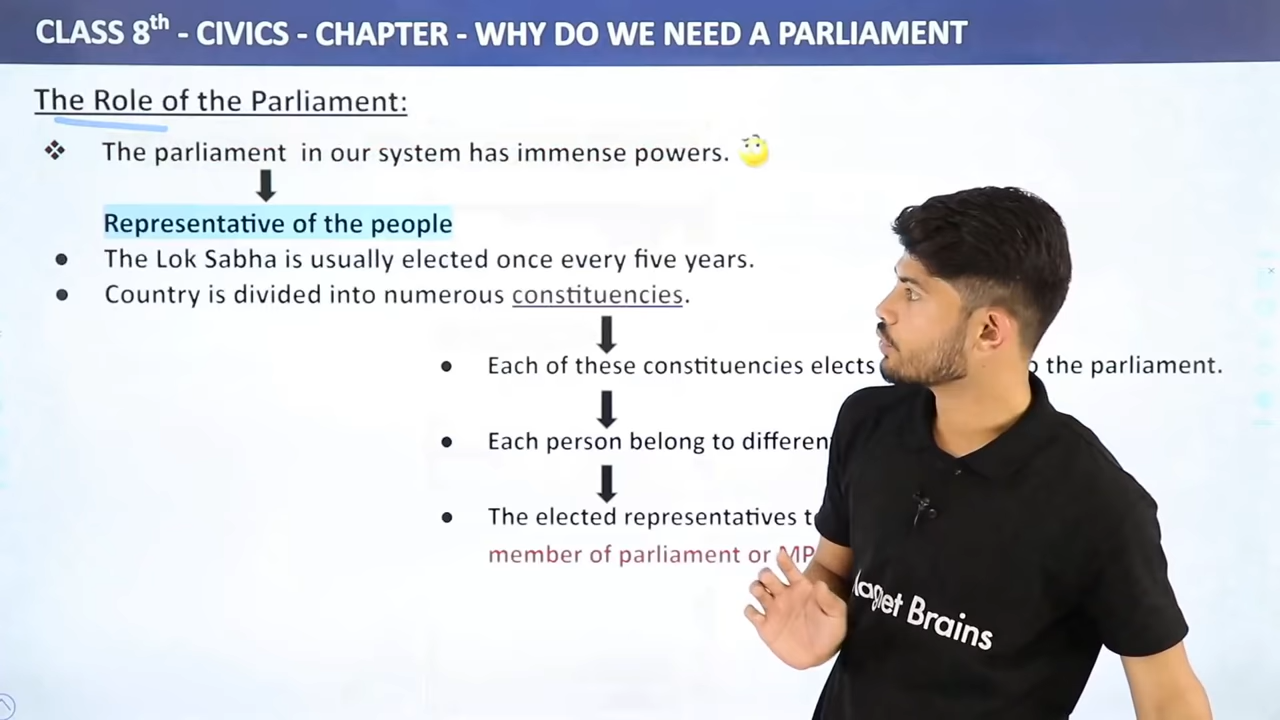 CLASS 8th - CIVICS - CHAPTER - WHY DO WE NEED A PARLIAMENT
The Role of the Parliament:
❖ The parliament in our system has immense powers.
Representative of the people
● The Lok Sabha is usually elected once every five years.
● Country is divided into numerous constituencies.
● Each of these constituencies elects the parliament.
● Each person belong to
● The elected representatives
member of parliament or MP
Magnet Brains